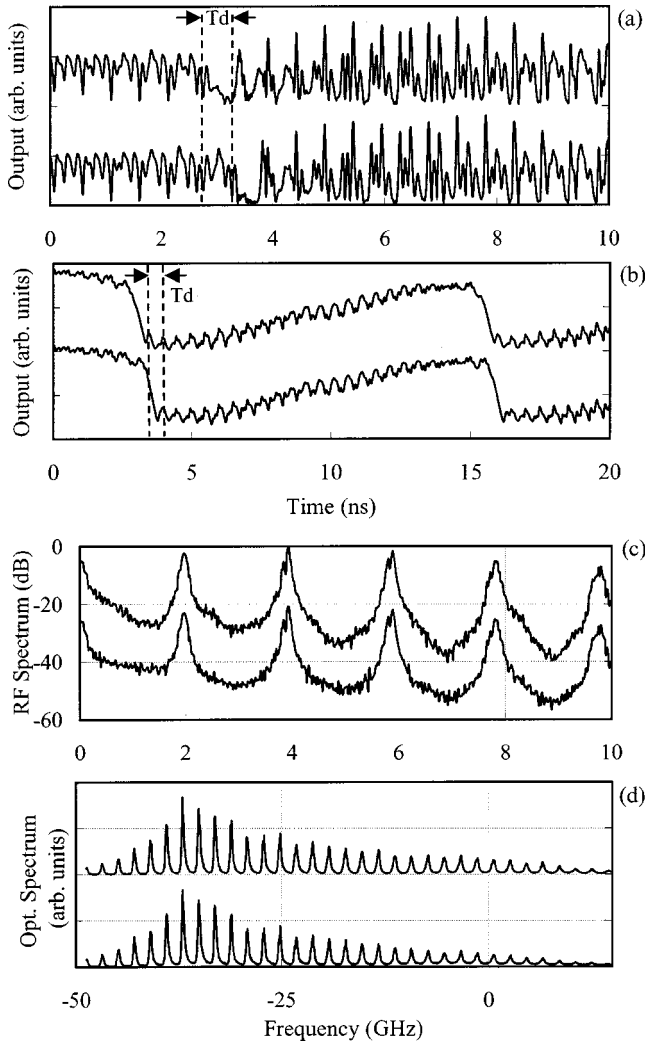 Td
(a)
Output (arb. units)
0 2 4 6 8 10
(b)
Td
Output (arb. units)
0 5 10 15 20
Time (ns)
(c)
RF Spectrum (dB)
0
-20
-40
-60
0 2 4 6 8 10
(d)
Opt. Spectrum
(arb. units)
-50 -25 0
Frequency (GHz)